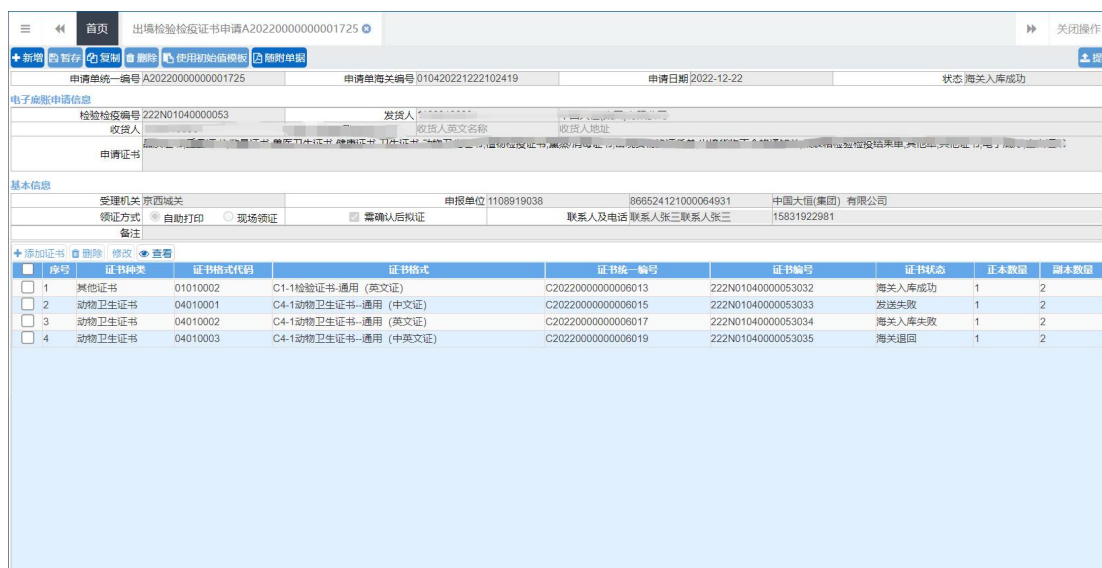 首页 出境检验检疫证书申请A20220000000001725 关闭操作
新增 暂存 复制 删除 使用初始值模板 随附单据
申请单统一编号 A20220000000001725 申请单海关编号 010420221222102419 申请日期 2022-12-22 状态 海关入库成功
电子底账申请信息
检验检疫编号 222N01040000053 发货人
收货人 收货人英文名称 收货人地址
申请证书
基本信息
受理机关 京西城关 申报单位 1108919038 866524121000064931 中国大恒(集团) 有限公司
领证方式 自助打印 现场领证 需确认后拟证 联系人及电话 联系人张三联系人张三 15831922981
备注
添加证书 删除 修改 查看
序号 证书种类 证书格式代码 证书格式 证书统一编号 证书编号 证书状态 正本数量 副本数量
1 其他证书 01010002 C1-1检验证书-通用 (英文证) C20220000000006013 222N01040000053032 海关入库成功 1 2
2 动物卫生证书 04010001 C4-1动物卫生证书--通用 (中文证) C20220000000006015 222N01040000053033 发送失败 1 2
3 动物卫生证书 04010002 C4-1动物卫生证书--通用 (英文证) C20220000000006017 222N01040000053034 海关入库失败 1 2
4 动物卫生证书 04010003 C4-1动物卫生证书--通用 (中英文证) C20220000000006019 222N01040000053035 海关退回 1 2